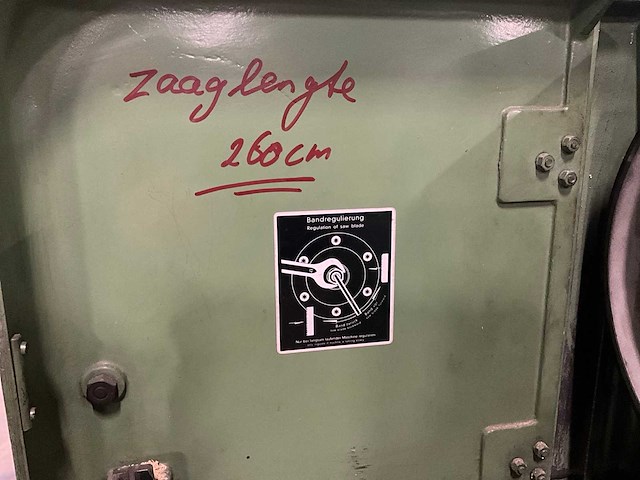 zaaglengte
260cm
Bandregulierung
Regulation of saw blade
Nur bei langsam laufender Maschine regulieren